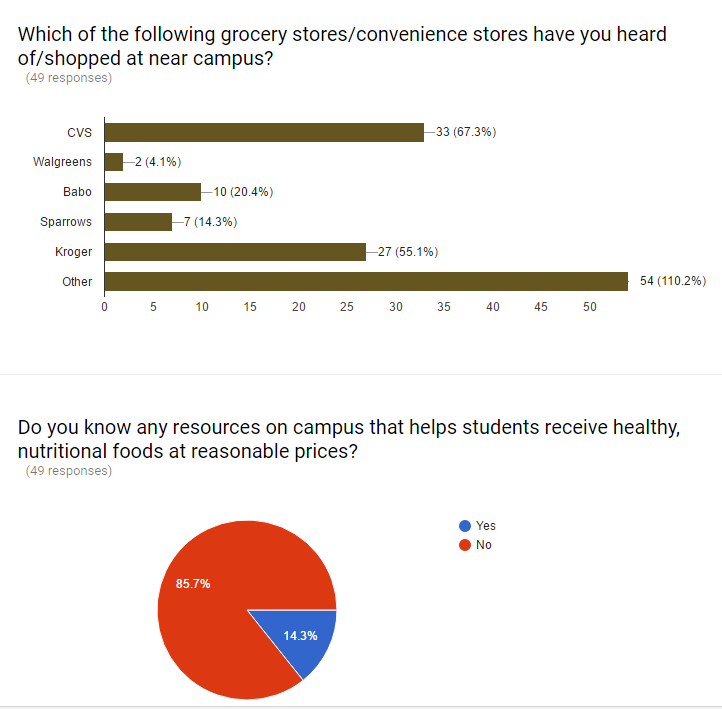 Which of the following grocery stores/convenience stores have you heard
of/shopped at near campus?
(49 responses)
CVS 33 (67.3%)
Walgreens 2 (4.1%)
Babo 10 (20.4%)
Sparrows 7 (14.3%)
Kroger 27 (55.1%)
Other 54 (110.2%)
0 5 10 15 20 25 30 35 40 45 50
Do you know any resources on campus that helps students receive healthy,
nutritional foods at reasonable prices?
(49 responses)
Yes
No
85.7%
14.3%